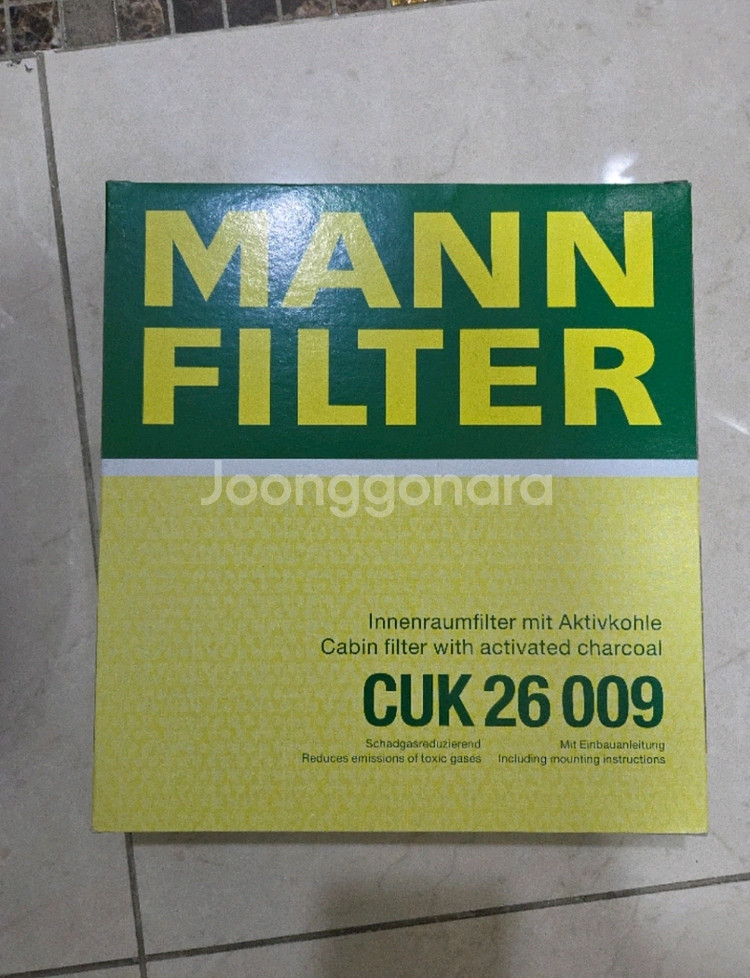 MANN
FILTER
Joonggonara
Innenraumfilter mit Aktivkohle
Cabin filter with activated charcoal
CUK 26 009
Schadgasreduzierend
Reduces emissions of toxic gases
Mit Einbauanleitung
Including mounting instructions